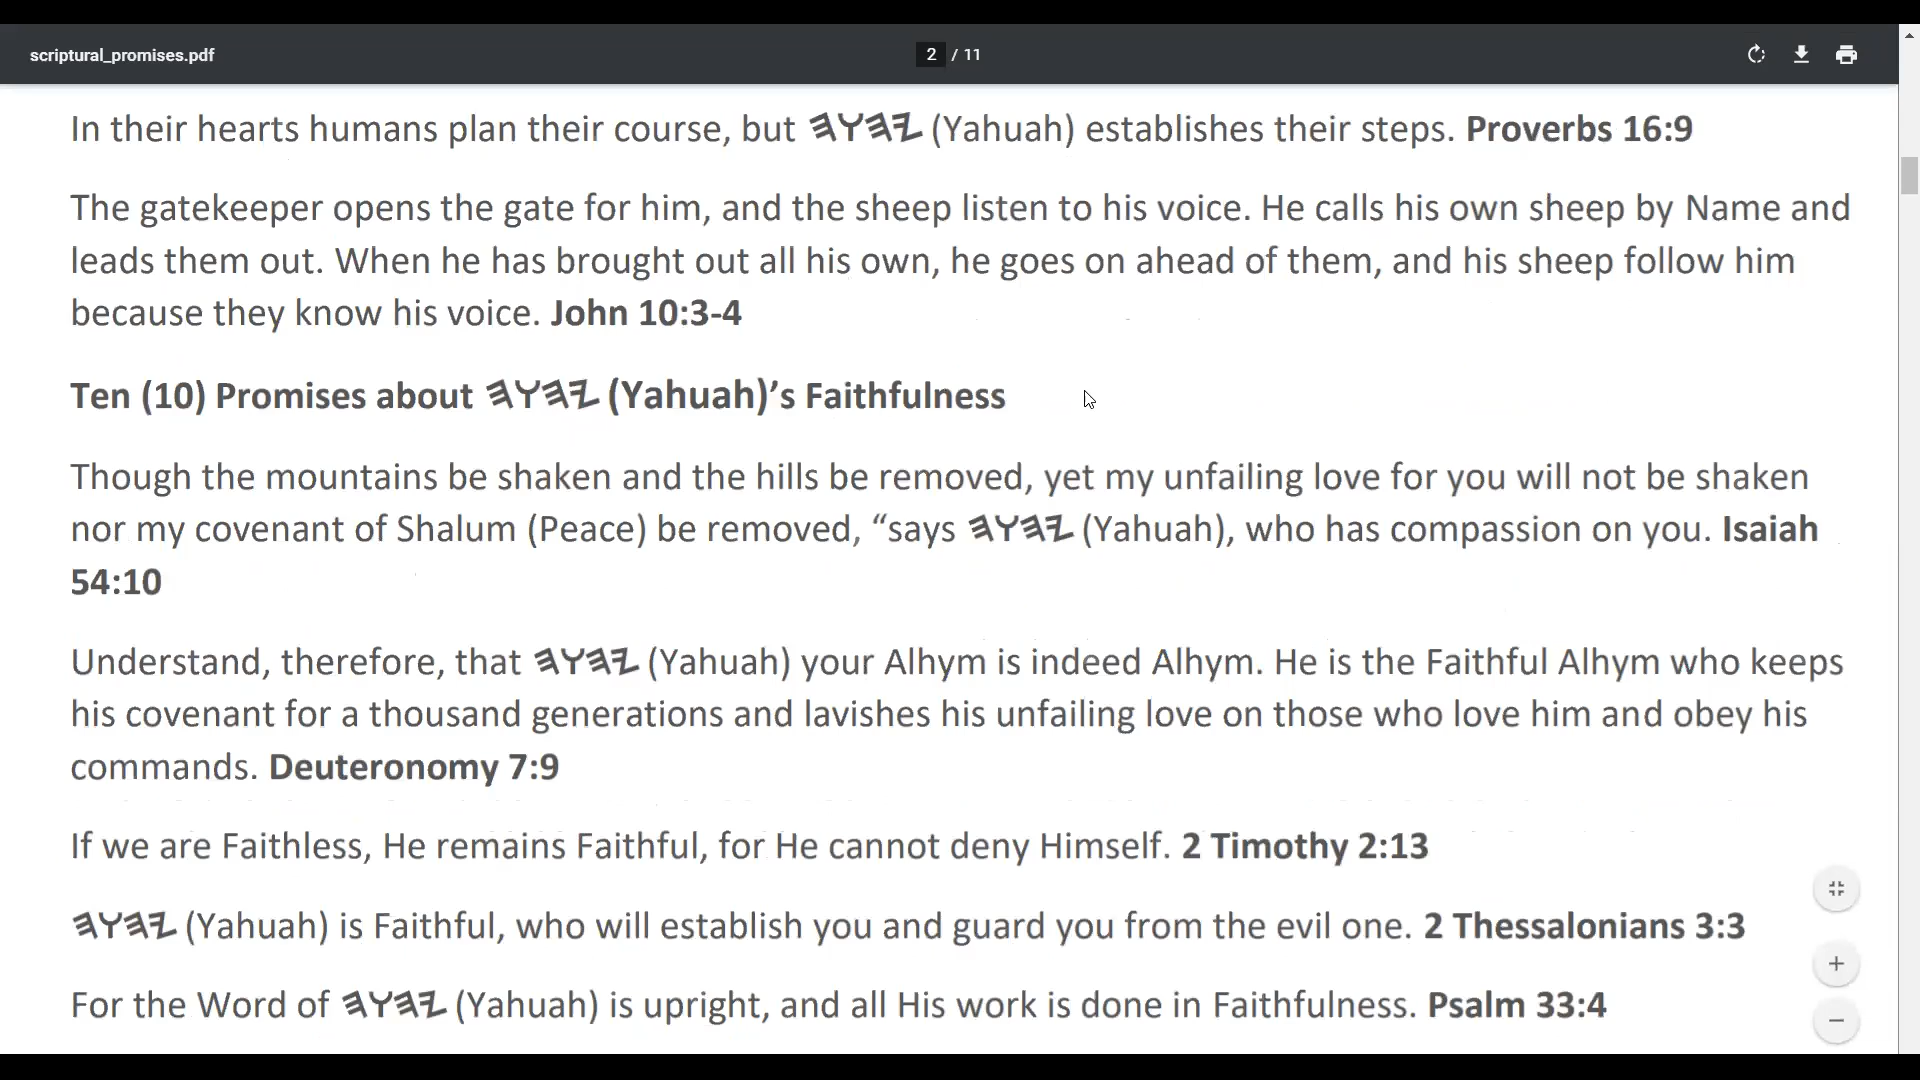 scriptural_promises.pdf
2 / 11
In their hearts humans plan their course, but 𐤉𐤄𐤅𐤄 (Yahuah) establishes their steps. Proverbs 16:9
The gatekeeper opens the gate for him, and the sheep listen to his voice. He calls his own sheep by Name and
leads them out. When he has brought out all his own, he goes on ahead of them, and his sheep follow him
because they know his voice. John 10:3-4
Ten (10) Promises about 𐤉𐤄𐤅𐤄 (Yahuah)’s Faithfulness
Though the mountains be shaken and the hills be removed, yet my unfailing love for you will not be shaken
nor my covenant of Shalum (Peace) be removed, “says 𐤉𐤄𐤅𐤄 (Yahuah), who has compassion on you. Isaiah
54:10
Understand, therefore, that 𐤉𐤄𐤅𐤄 (Yahuah) your Alhym is indeed Alhym. He is the Faithful Alhym who keeps
his covenant for a thousand generations and lavishes his unfailing love on those who love him and obey his
commands. Deuteronomy 7:9
If we are Faithless, He remains Faithful, for He cannot deny Himself. 2 Timothy 2:13
𐤉𐤄𐤅𐤄 (Yahuah) is Faithful, who will establish you and guard you from the evil one. 2 Thessalonians 3:3
For the Word of 𐤉𐤄𐤅𐤄 (Yahuah) is upright, and all His work is done in Faithfulness. Psalm 33:4